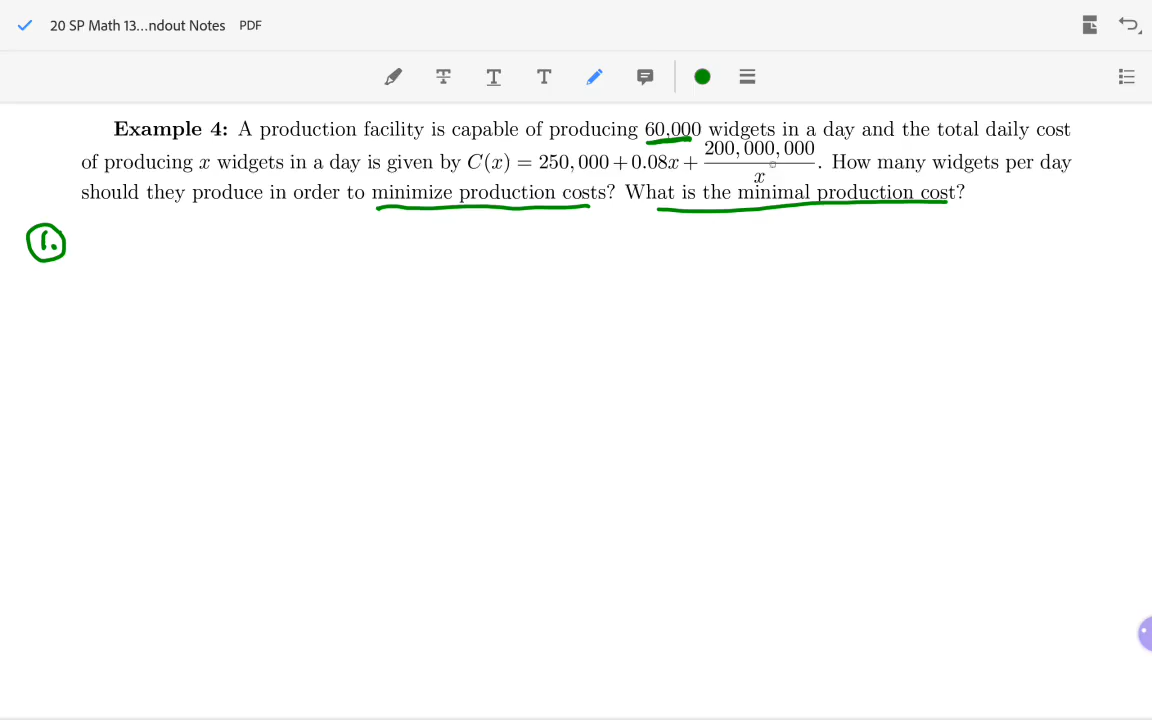 20 SP Math 13...ndout Notes PDF
Example 4: A production facility is capable of producing 60,000 widgets in a day and the total daily cost
of producing x widgets in a day is given by C(x) = 250,000 + 0.08x + 200,000,000/x. How many widgets per day
should they produce in order to minimize production costs? What is the minimal production cost?
1.